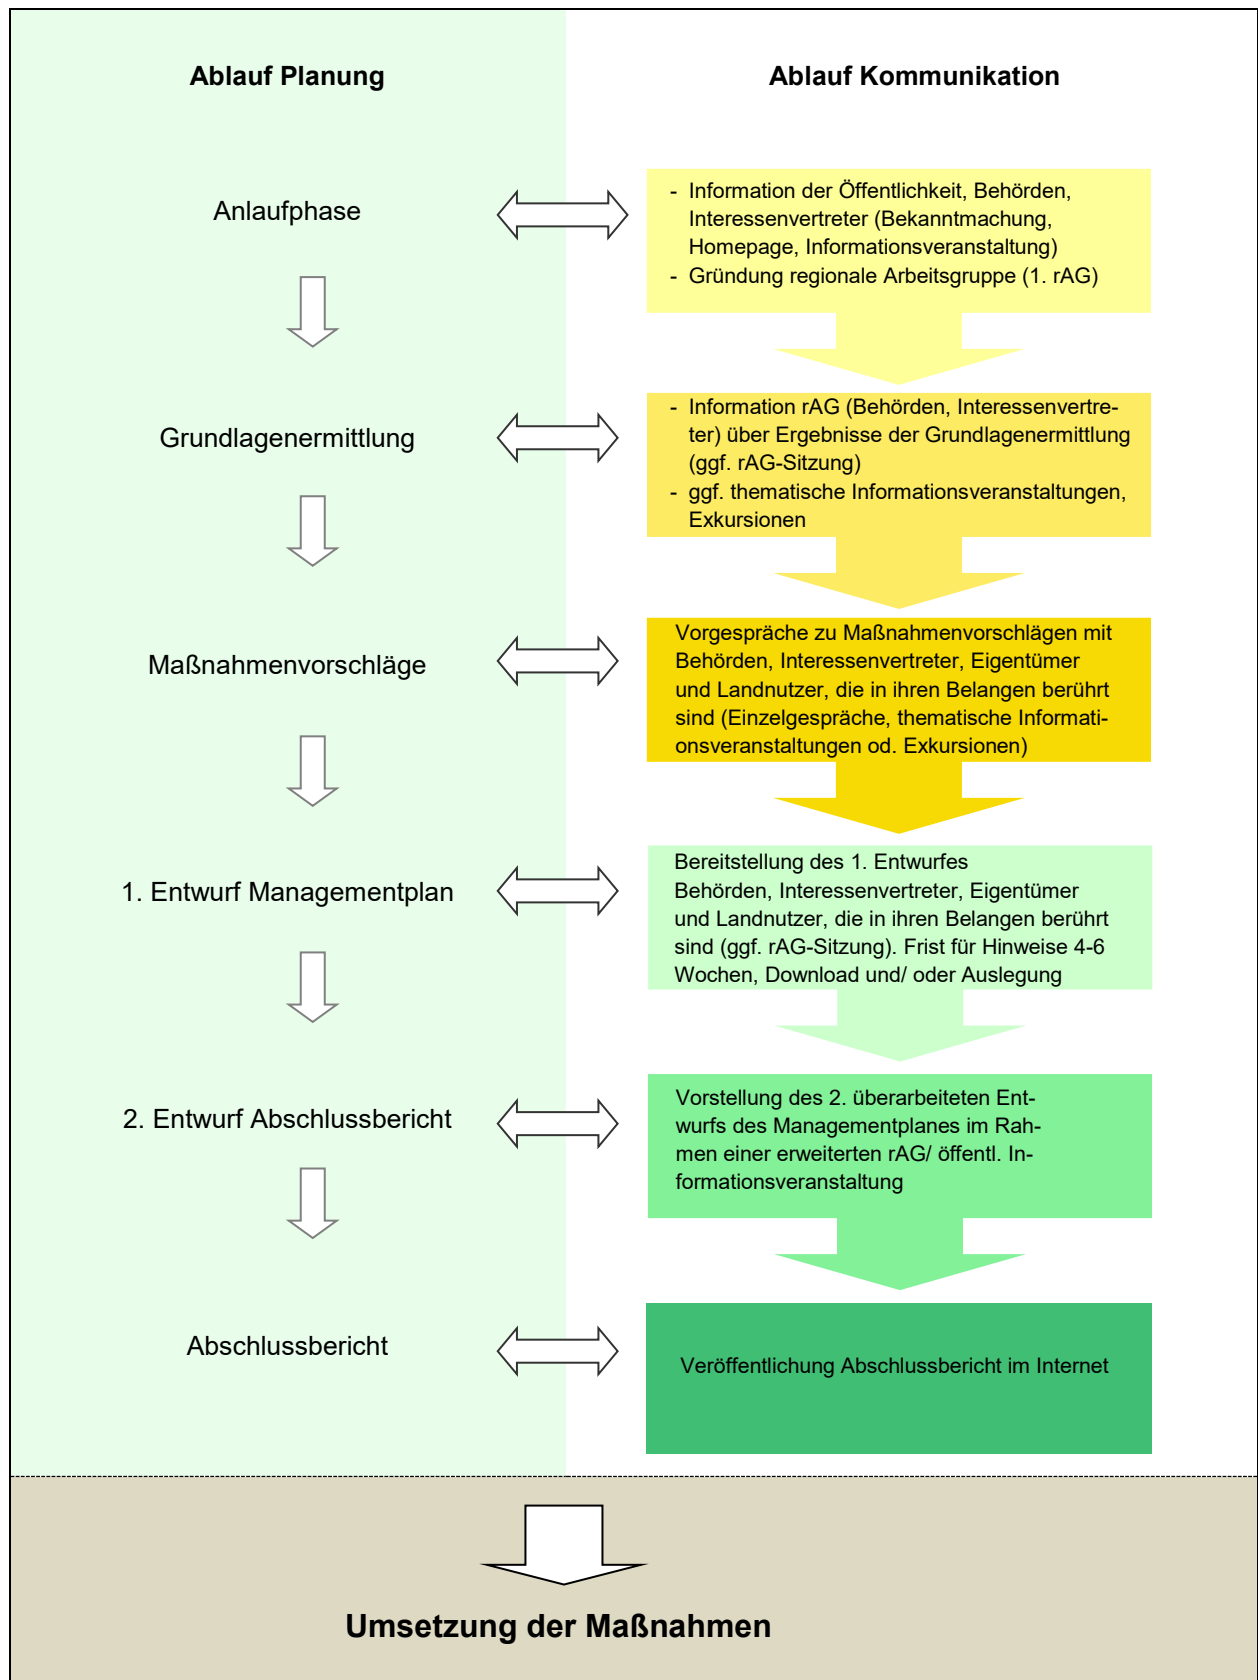 Ablauf Planung
Ablauf Kommunikation
Anlaufphase
- Information der Öffentlichkeit, Behörden,
Interessenvertreter (Bekanntmachung,
Homepage, Informationsveranstaltung)
- Gründung regionale Arbeitsgruppe (1. rAG)
Grundlagenermittlung
- Information rAG (Behörden, Interessenvertre-
ter) über Ergebnisse der Grundlagenermittlung
(ggf. rAG-Sitzung)
- ggf. thematische Informationsveranstaltungen,
Exkursionen
Maßnahmenvorschläge
Vorgespräche zu Maßnahmenvorschlägen mit
Behörden, Interessenvertreter, Eigentümer
und Landnutzer, die in ihren Belangen berührt
sind (Einzelgespräche, thematische Informati-
onsveranstaltungen od. Exkursionen)
1. Entwurf Managementplan
Bereitstellung des 1. Entwurfes
Behörden, Interessenvertreter, Eigentümer
und Landnutzer, die in ihren Belangen berührt
sind (ggf. rAG-Sitzung). Frist für Hinweise 4-6
Wochen, Download und/ oder Auslegung
2. Entwurf Abschlussbericht
Vorstellung des 2. überarbeiteten Ent-
wurfs des Managementplanes im Rah-
men einer erweiterten rAG/ öffentl. In-
formationsveranstaltung
Abschlussbericht
Veröffentlichung Abschlussbericht im Internet
Umsetzung der Maßnahmen